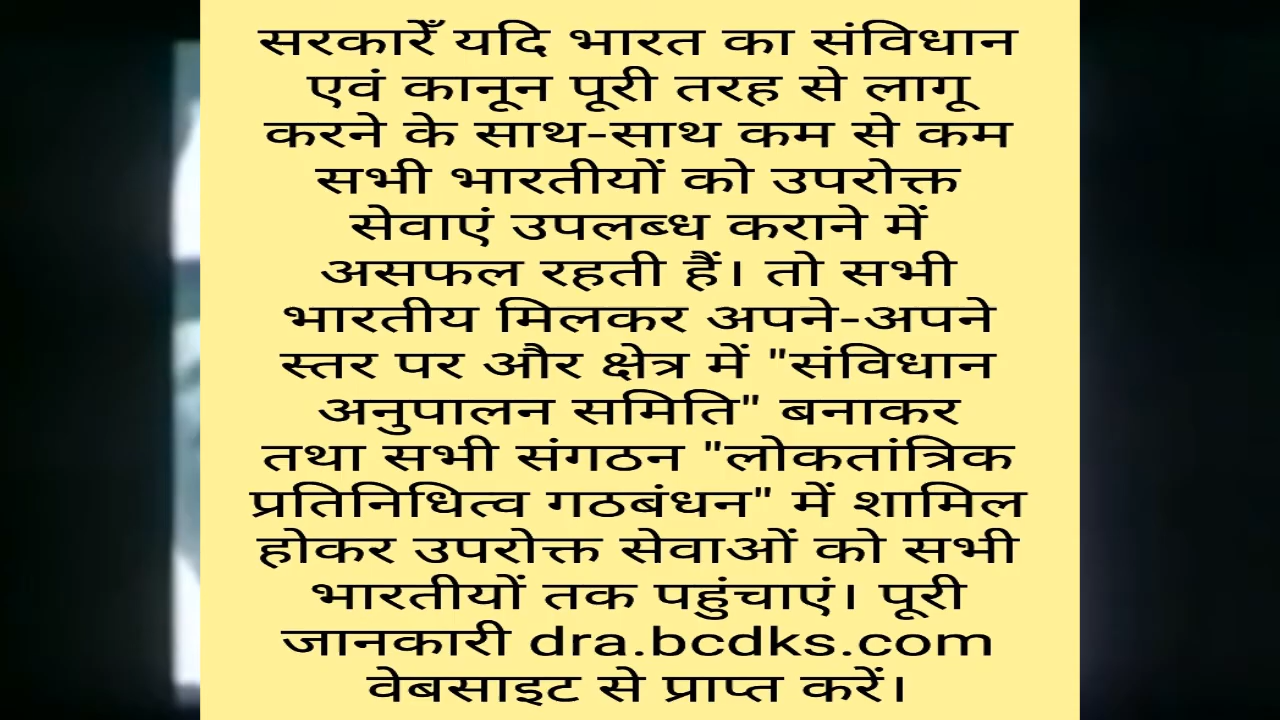 सरकारेँ यदि भारत का संविधान
एवं कानून पूरी तरह से लागू
करने के साथ-साथ कम से कम
सभी भारतीयों को उपरोक्त
सेवाएं उपलब्ध कराने में
असफल रहती हैं। तो सभी
भारतीय मिलकर अपने-अपने
स्तर पर और क्षेत्र में "संविधान
अनुपालन समिति" बनाकर
तथा सभी संगठन "लोकतांत्रिक
प्रतिनिधित्व गठबंधन" में शामिल
होकर उपरोक्त सेवाओं को सभी
भारतीयों तक पहुंचाएं। पूरी
जानकारी dra.bcdks.com
वेबसाइट से प्राप्त करें।